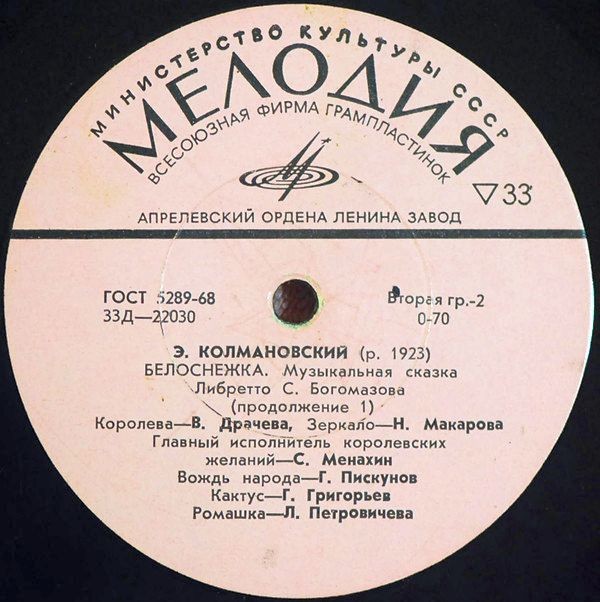 МИНИСТЕРСТВО КУЛЬТУРЫ СССР
МЕЛОДИЯ
ВСЕСОЮЗНАЯ ФИРМА ГРАМПЛАСТИНОК
▽33
АПРЕЛЕВСКИЙ ОРДЕНА ЛЕНИНА ЗАВОД
ГОСТ 5289-68
33Д—22030
Вторая гр.-2
0-70
Э. КОЛМАНОВСКИЙ (р. 1923)
БЕЛОСНЕЖКА. Музыкальная сказка
Либретто С. Богомазова
(продолжение 1)
Королева—В. Драчева, Зеркало—Н. Макарова
Главный исполнитель королевских
желаний—С. Менахин
Вождь народа—Г. Пискунов
Кактус—Г. Григорьев
Ромашка—Л. Петровичева